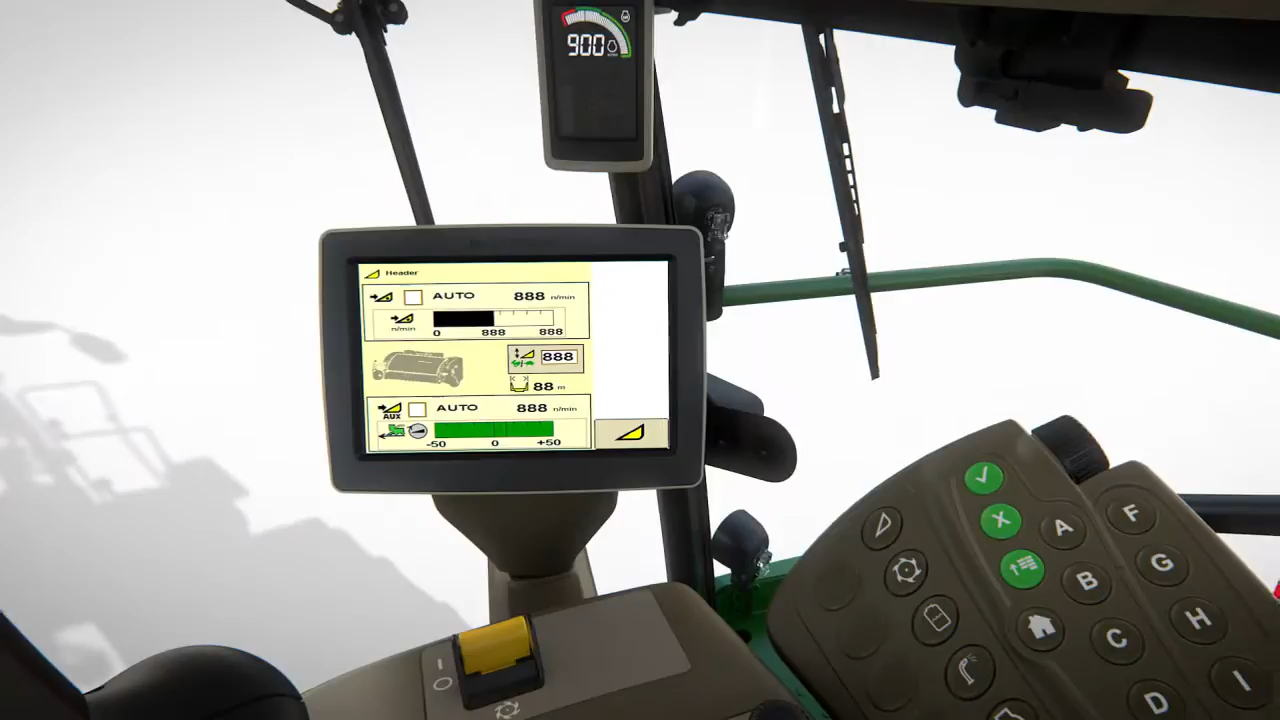 900
Header
AUTO 888 n/min
n/min
0 888 888
888
88 m
AUX AUTO 888 n/min
-50 0 +50
X A F
B G
C H
D I